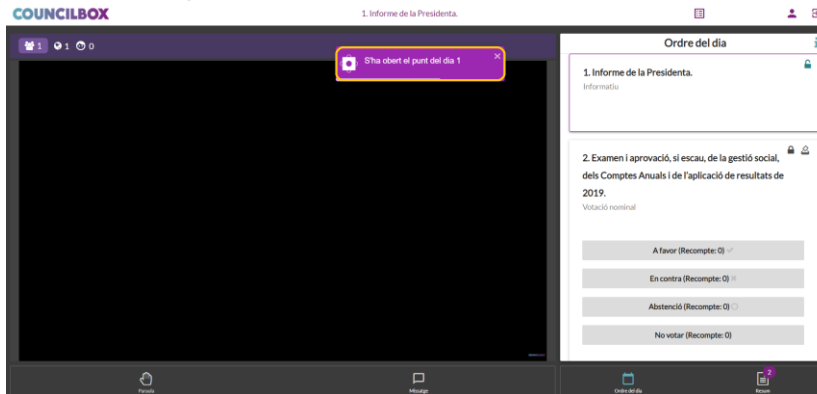 COUNCILBOX
1. Informe de la Presidenta.
1 1 0
S'ha obert el punt del dia 1
Ordre del dia
1. Informe de la Presidenta.
Informatiu
2. Examen i aprovació, si escau, de la gestió social,
dels Comptes Anuals i de l'aplicació de resultats de
2019.
Votació nominal
A favor (Recompte: 0)
En contra (Recompte: 0)
Abstenció (Recompte: 0)
No votar (Recompte: 0)
Paraula
Missatge
Ordre del dia
2
Resum